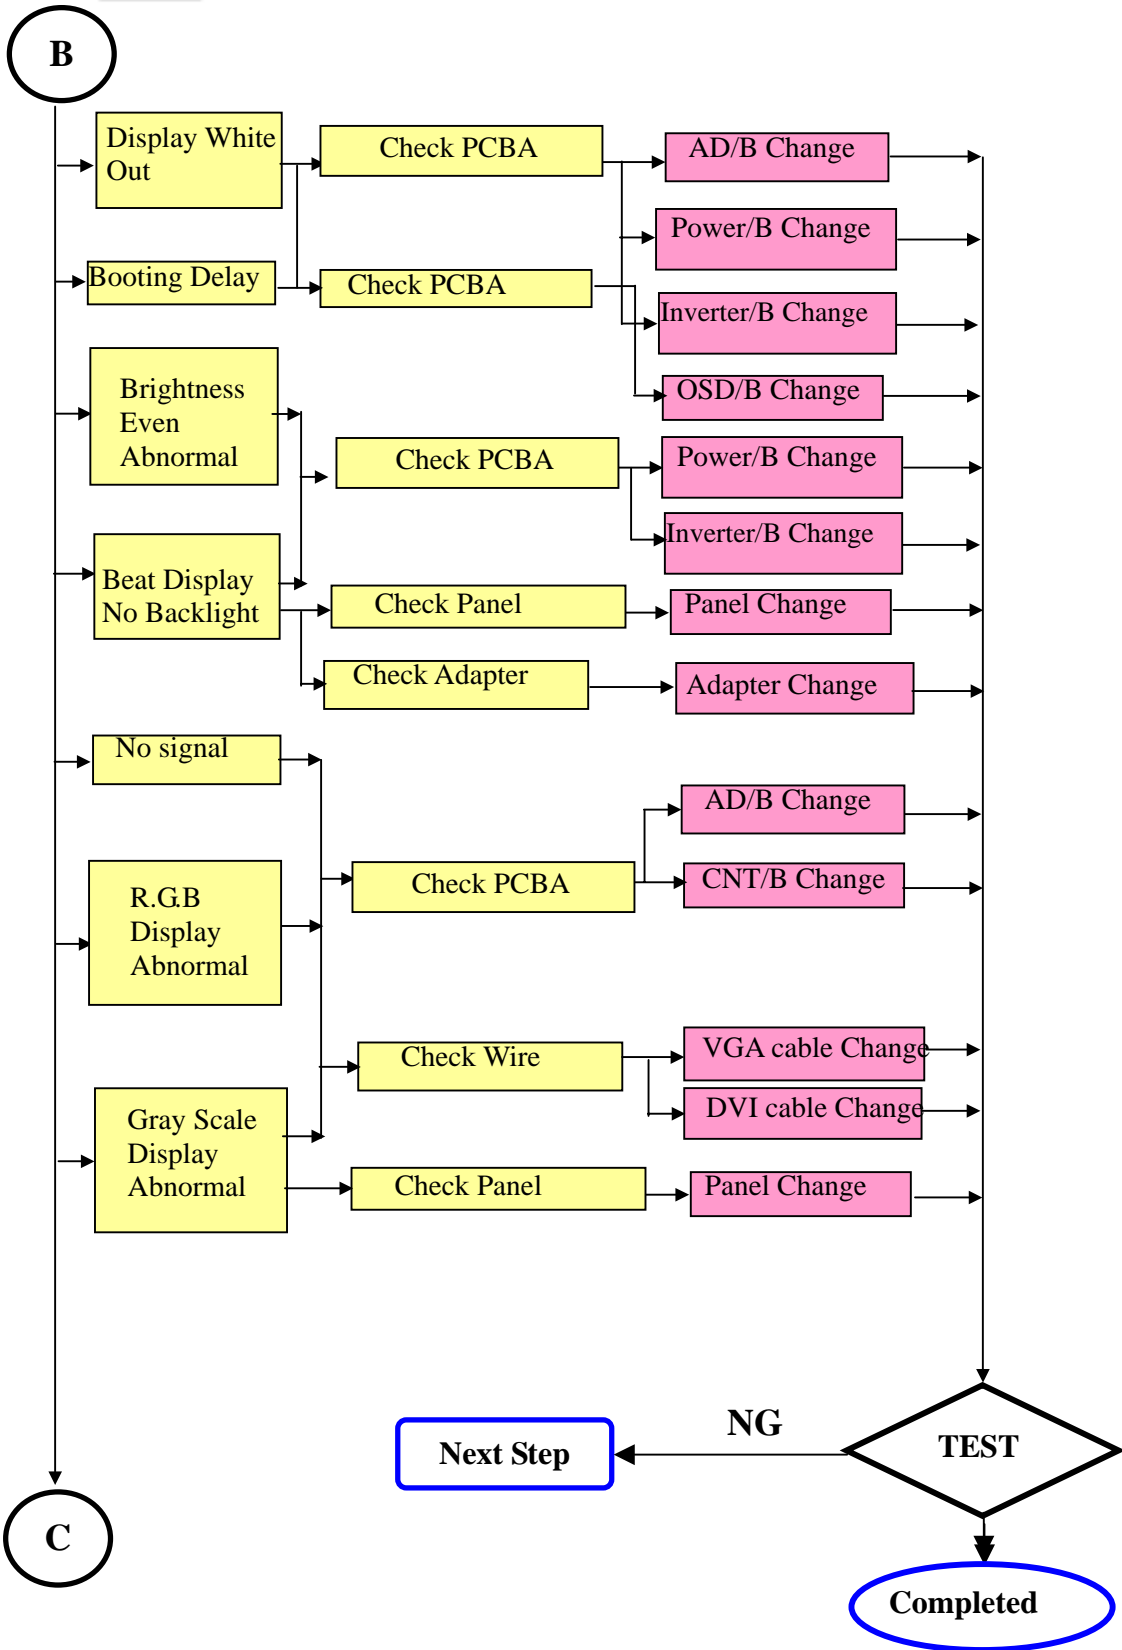 B
Display White
Out
Check PCBA
AD/B Change
Power/B Change
Booting Delay
Check PCBA
Inverter/B Change
OSD/B Change
Brightness
Even
Abnormal
Check PCBA
Power/B Change
Inverter/B Change
Beat Display
No Backlight
Check Panel
Panel Change
Check Adapter
Adapter Change
No signal
AD/B Change
Check PCBA
CNT/B Change
R.G.B
Display
Abnormal
Check Wire
VGA cable Change
DVI cable Change
Gray Scale
Display
Abnormal
Check Panel
Panel Change
TEST
NG
Next Step
C
Completed